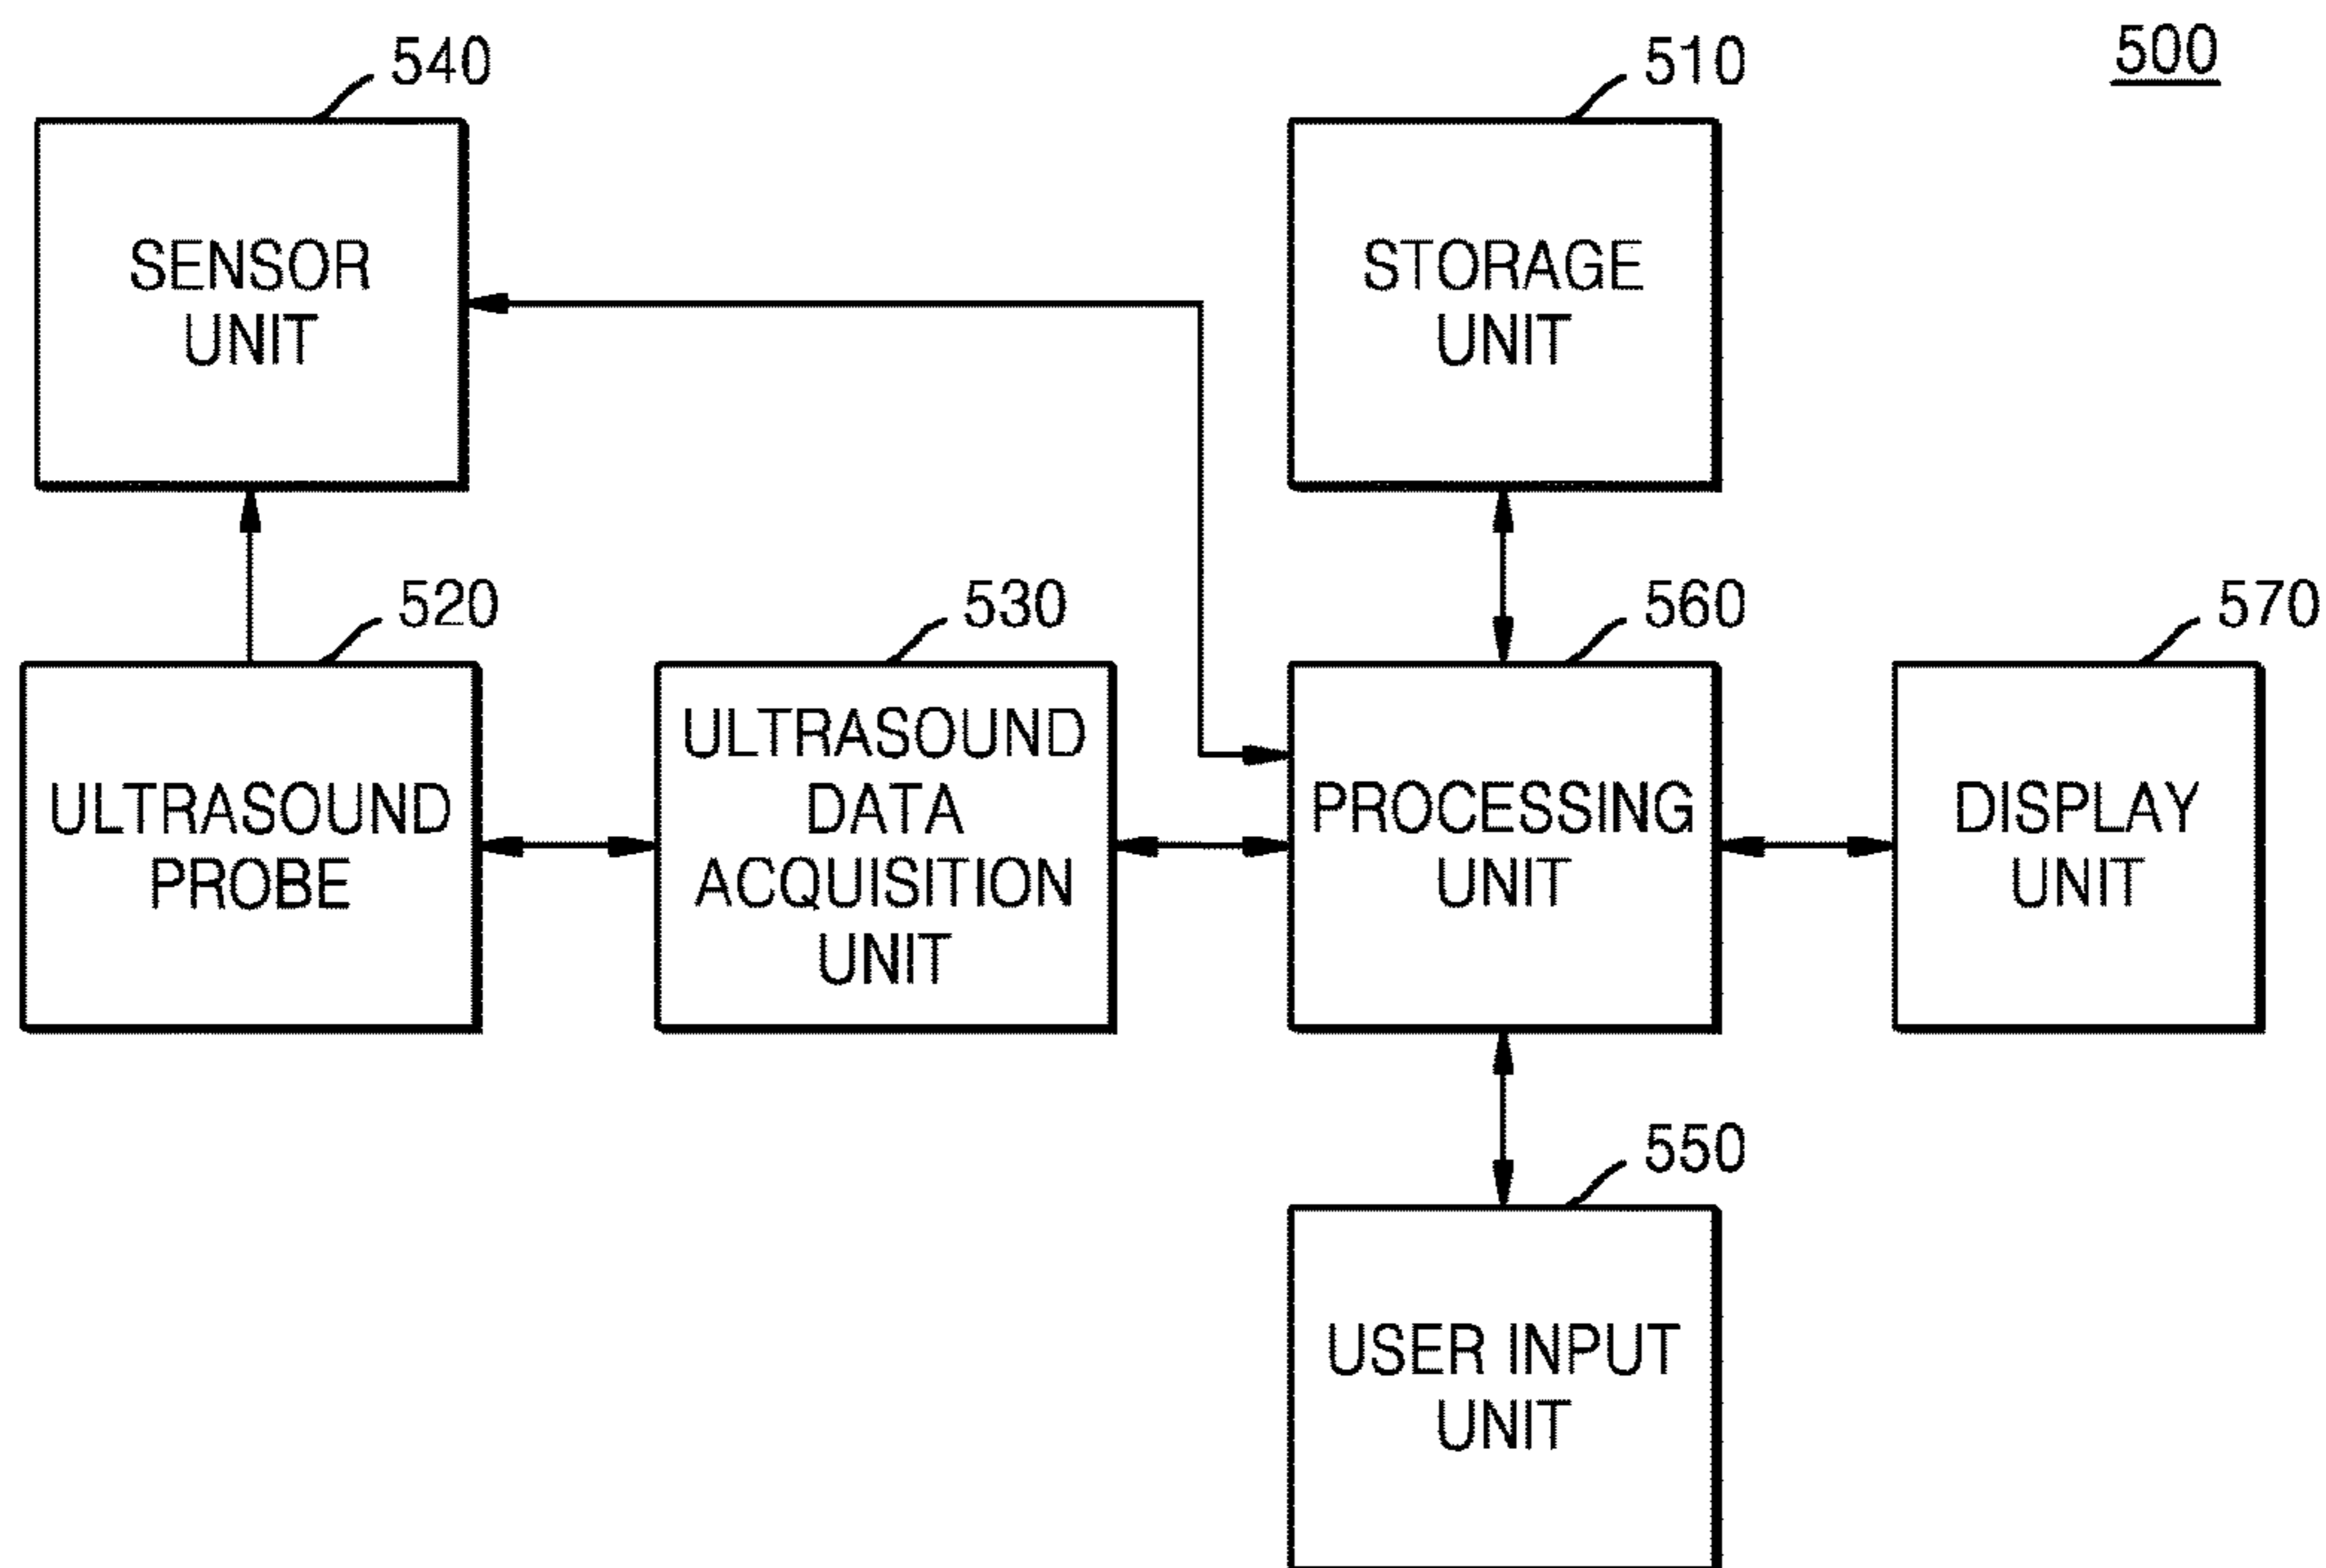 500
540
SENSOR
UNIT
510
STORAGE
UNIT
520
ULTRASOUND
PROBE
530
ULTRASOUND
DATA
ACQUISITION
UNIT
560
PROCESSING
UNIT
570
DISPLAY
UNIT
550
USER INPUT
UNIT